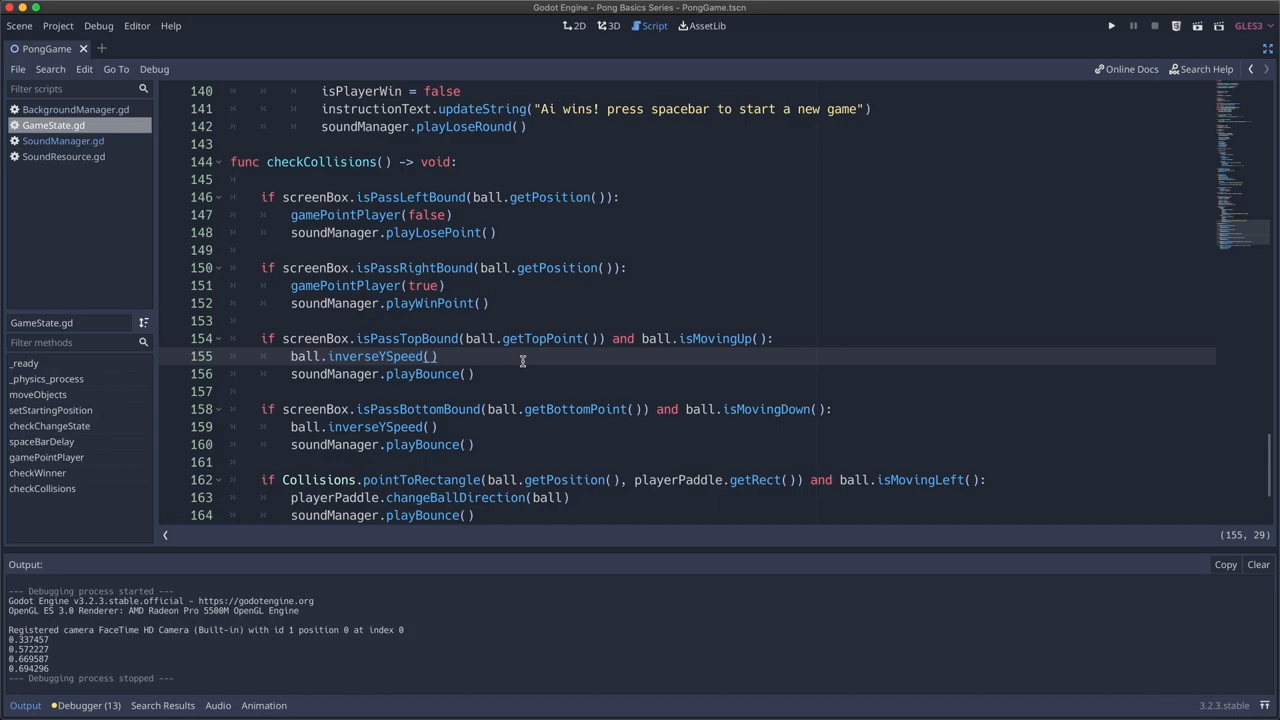 Godot Engine - Pong Basics Series - PongGame.tscn
Scene Project Debug Editor Help
2D 3D Script AssetLib
GLES3
PongGame
File Search Edit Go To Debug
Online Docs Search Help
Filter scripts
BackgroundManager.gd
GameState.gd
SoundManager.gd
SoundResource.gd
GameState.gd
Filter methods
_ready
_physics_process
moveObjects
setStartingPosition
checkChangeState
spaceBarDelay
gamePointPlayer
checkWinner
checkCollisions
140 isPlayerWin = false
141 instructionText.updateString("Ai wins! press spacebar to start a new game")
142 soundManager.playLoseRound()
143
144 func checkCollisions() -> void:
145
146 if screenBox.isPassLeftBound(ball.getPosition()):
147 gamePointPlayer(false)
148 soundManager.playLosePoint()
149
150 if screenBox.isPassRightBound(ball.getPosition()):
151 gamePointPlayer(true)
152 soundManager.playWinPoint()
153
154 if screenBox.isPassTopBound(ball.getTopPoint()) and ball.isMovingUp():
155 ball.inverseYSpeed()
156 soundManager.playBounce()
157
158 if screenBox.isPassBottomBound(ball.getBottomPoint()) and ball.isMovingDown():
159 ball.inverseYSpeed()
160 soundManager.playBounce()
161
162 if Collisions.pointToRectangle(ball.getPosition(), playerPaddle.getRect()) and ball.isMovingLeft():
163 playerPaddle.changeBallDirection(ball)
164 soundManager.playBounce()
(155, 29)
Output:
Copy Clear
--- Debugging process started ---
Godot Engine v3.2.3.stable.official - https://godotengine.org
OpenGL ES 3.0 Renderer: AMD Radeon Pro 5500M OpenGL Engine
Registered camera FaceTime HD Camera (Built-in) with id 1 position 0 at index 0
0.337457
0.572227
0.669587
0.694296
--- Debugging process stopped ---
Output Debugger (13) Search Results Audio Animation
3.2.3.stable